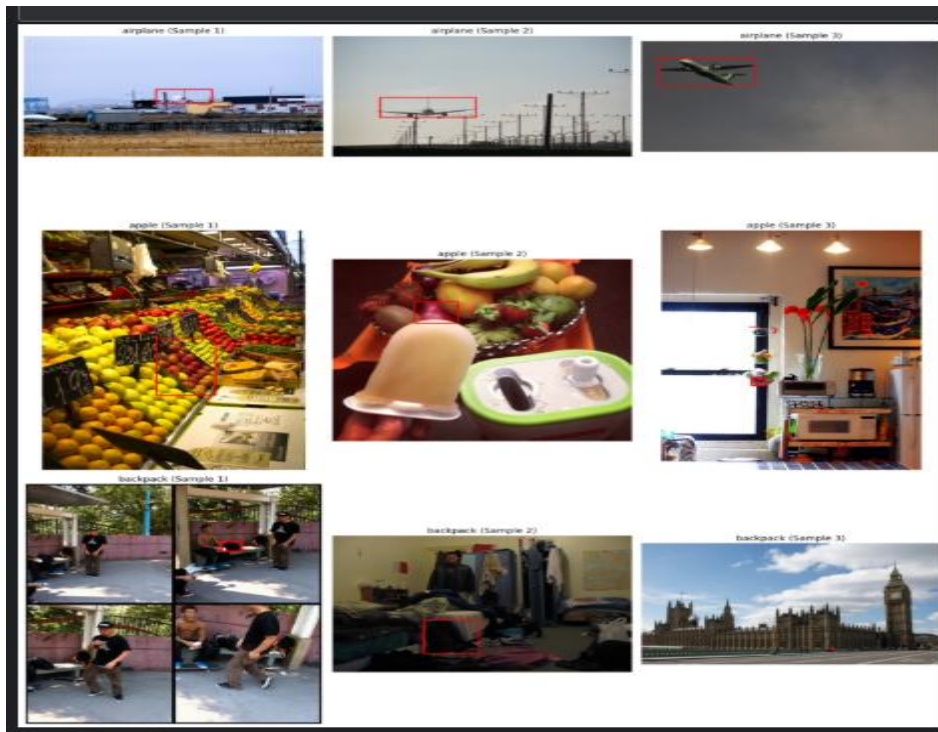 airplane (Sample 1)
airplane (Sample 2)
airplane (Sample 3)
apple (Sample 1)
apple (Sample 2)
apple (Sample 3)
backpack (Sample 1)
backpack (Sample 2)
backpack (Sample 3)